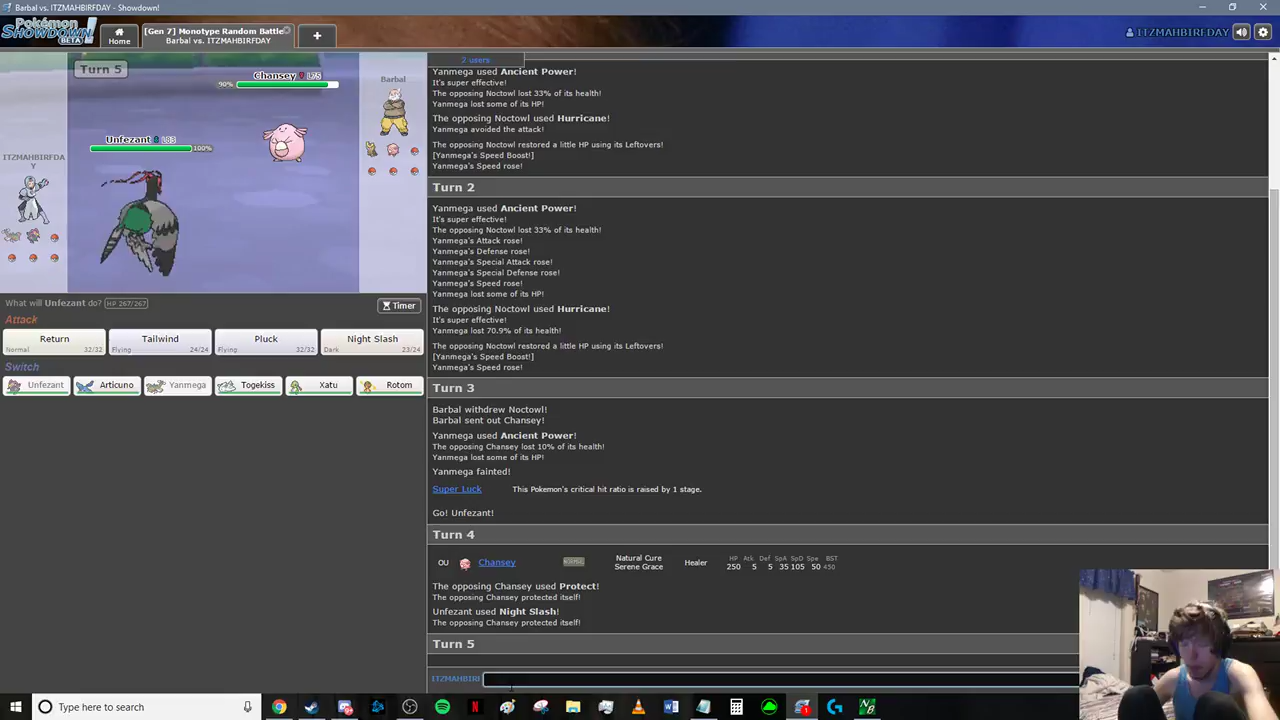 Barbal vs. ITZMAHBIRFDAY - Showdown!
Pokémon
SHOWDOWN!
BETA
Home
[Gen 7] Monotype Random Battle
Barbal vs. ITZMAHBIRFDAY
ITZMAHBIRFDAY
Turn 5
Chansey L75
90%
Barbal
Unfezant L83
100%
ITZMAHBIRFDA
Y
2 users
Yanmega used Ancient Power!
It's super effective!
The opposing Noctowl lost 33% of its health!
Yanmega lost some of its HP!
The opposing Noctowl used Hurricane!
Yanmega avoided the attack!
The opposing Noctowl restored a little HP using its Leftovers!
[Yanmega's Speed Boost!]
Yanmega's Speed rose!
Turn 2
Yanmega used Ancient Power!
It's super effective!
The opposing Noctowl lost 33% of its health!
Yanmega's Attack rose!
Yanmega's Defense rose!
Yanmega's Special Attack rose!
Yanmega's Special Defense rose!
Yanmega's Speed rose!
Yanmega lost some of its HP!
The opposing Noctowl used Hurricane!
It's super effective!
Yanmega lost 70.9% of its health!
The opposing Noctowl restored a little HP using its Leftovers!
[Yanmega's Speed Boost!]
Yanmega's Speed rose!
Turn 3
Barbal withdrew Noctowl!
Barbal sent out Chansey!
Yanmega used Ancient Power!
The opposing Chansey lost 10% of its health!
Yanmega lost some of its HP!
Yanmega fainted!
Super Luck This Pokemon's critical hit ratio is raised by 1 stage.
Go! Unfezant!
Turn 4
OU Chansey NORMAL Natural Cure Serene Grace Healer HP 250 Atk 5 Def 5 SpA 35 SpD 105 Spe 50 BST 450
The opposing Chansey used Protect!
The opposing Chansey protected itself!
Unfezant used Night Slash!
The opposing Chansey protected itself!
Turn 5
ITZMAHBIRI
What will Unfezant do? HP 267/267
Timer
Attack
Return Normal 32/32
Tailwind Flying 24/24
Pluck Flying 32/32
Night Slash Dark 23/24
Switch
Unfezant Articuno Yanmega Togekiss Xatu Rotom
Type here to search